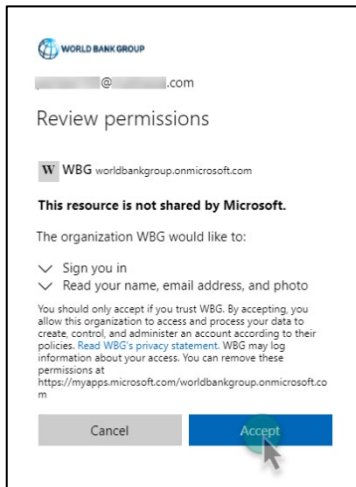 WORLD BANK GROUP
@ .com
Review permissions
W WBG worldbankgroup.onmicrosoft.com
This resource is not shared by Microsoft.
The organization WBG would like to:
Sign you in
Read your name, email address, and photo
You should only accept if you trust WBG. By accepting, you
allow this organization to access and process your data to
create, control, and administer an account according to their
policies. Read WBG's privacy statement. WBG may log
information about your access. You can remove these
permissions at
https://myapps.microsoft.com/worldbankgroup.onmicrosoft.co
m
Cancel Accept